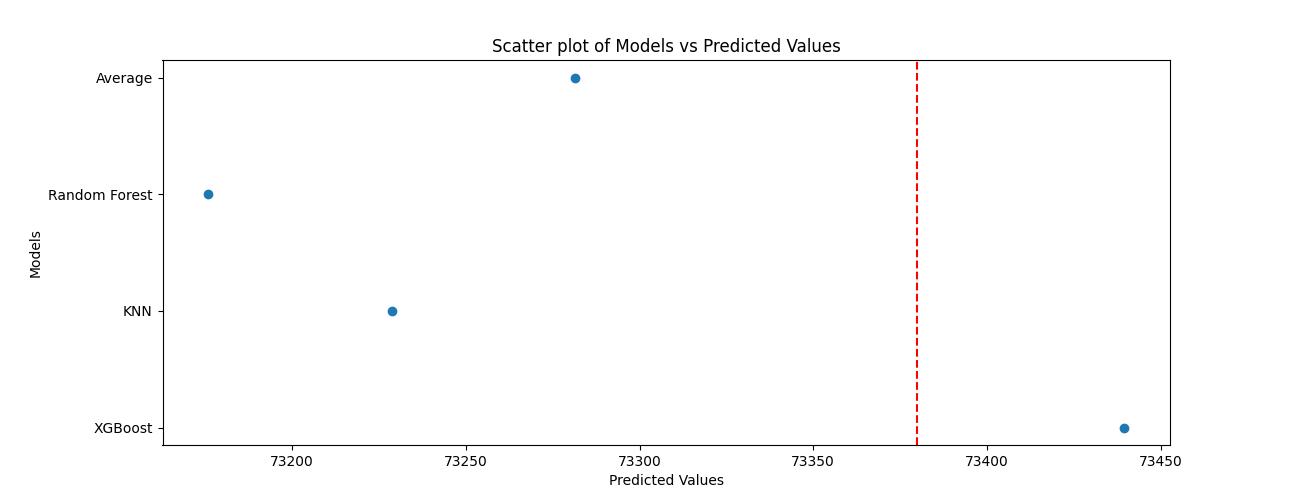 Scatter plot of Models vs Predicted Values
Average
Random Forest
KNN
XGBoost
Models
73200 73250 73300 73350 73400 73450
Predicted Values